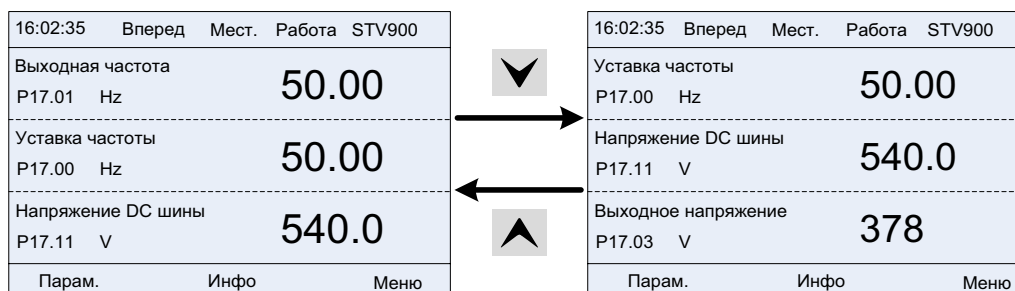 16:02:35 Вперед Мест. Работа STV900
Выходная частота
P17.01 Hz 50.00
Уставка частоты
P17.00 Hz 50.00
Напряжение DC шины
P17.11 V 540.0
Парам. Инфо Меню
16:02:35 Вперед Мест. Работа STV900
Уставка частоты
P17.00 Hz 50.00
Напряжение DC шины
P17.11 V 540.0
Выходное напряжение
P17.03 V 378
Парам. Инфо Меню